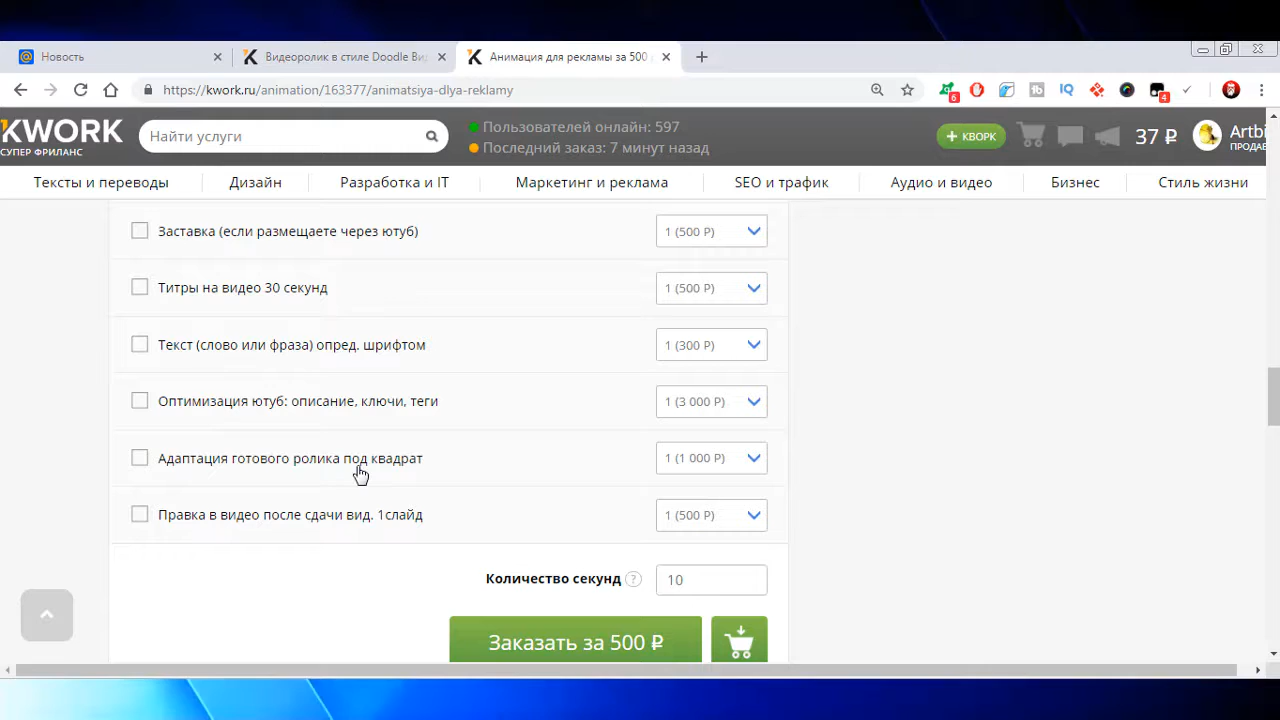 Новость
Видеоролик в стиле Doodle Ви
Анимация для рекламы за 500
https://kwork.ru/animation/163377/animatsiya-dlya-reklamy
6
IQ
4
KWORK
СУПЕР ФРИЛАНС
Найти услуги
Пользователей онлайн: 597
Последний заказ: 7 минут назад
+ КВОРК
37 ₽
Artbi
ПРОДАВ
Тексты и переводы
Дизайн
Разработка и IT
Маркетинг и реклама
SEO и трафик
Аудио и видео
Бизнес
Стиль жизни
Заставка (если размещаете через ютуб)
1 (500 Р)
Титры на видео 30 секунд
1 (500 Р)
Текст (слово или фраза) опред. шрифтом
1 (300 Р)
Оптимизация ютуб: описание, ключи, теги
1 (3 000 Р)
Адаптация готового ролика под квадрат
1 (1 000 Р)
Правка в видео после сдачи вид. 1слайд
1 (500 Р)
Количество секунд ?
10
Заказать за 500 ₽